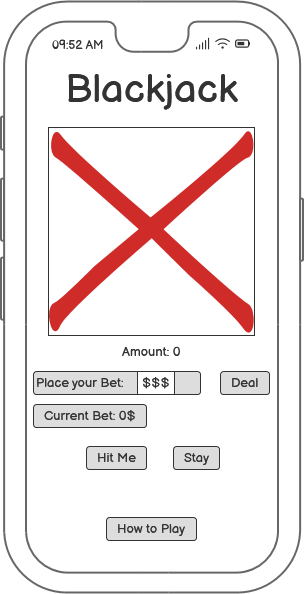 09:52 AM
Blackjack
Amount: 0
Place your Bet: $$$ Deal
Current Bet: 0$
Hit Me Stay
How to Play